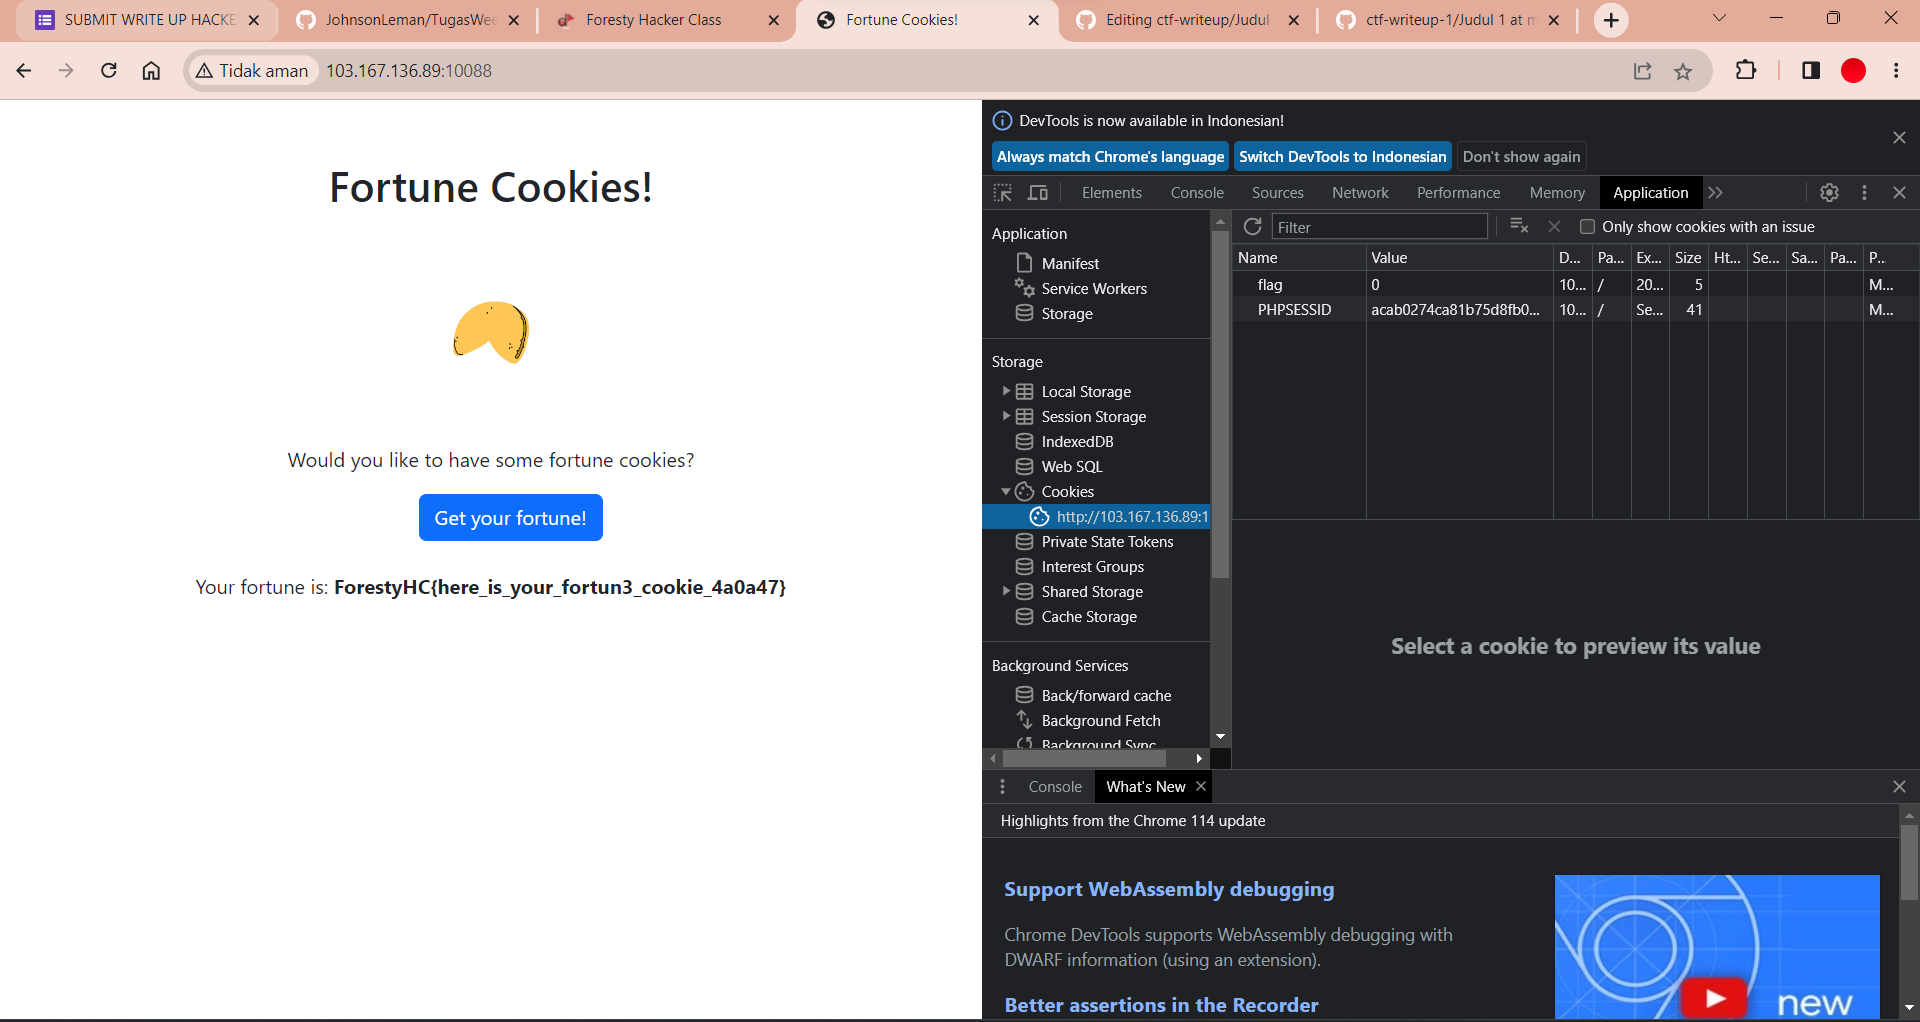 SUBMIT WRITE UP HACKE
JohnsonLeman/TugasWee
Foresty Hacker Class
Fortune Cookies!
Editing ctf-writeup/Judul
ctf-writeup-1/Judul 1 at m
Tidak aman
103.167.136.89:10088
Fortune Cookies!
Would you like to have some fortune cookies?
Get your fortune!
Your fortune is: ForestyHC{here_is_your_fortun3_cookie_4a0a47}
DevTools is now available in Indonesian!
Always match Chrome's language
Switch DevTools to Indonesian
Don't show again
Elements
Console
Sources
Network
Performance
Memory
Application
Application
Manifest
Service Workers
Storage
Storage
Local Storage
Session Storage
IndexedDB
Web SQL
Cookies
http://103.167.136.89:1
Private State Tokens
Interest Groups
Shared Storage
Cache Storage
Background Services
Back/forward cache
Background Fetch
Background Sync
Filter
Only show cookies with an issue
Name Value D... Pa... Ex... Size Ht... Se... Sa... Pa... P..
flag 0 10... / 20... 5 M...
PHPSESSID acab0274ca81b75d8fb0... 10... / Se... 41 M...
Select a cookie to preview its value
Console
What's New
Highlights from the Chrome 114 update
Support WebAssembly debugging
Chrome DevTools supports WebAssembly debugging with
DWARF information (using an extension).
Better assertions in the Recorder
new